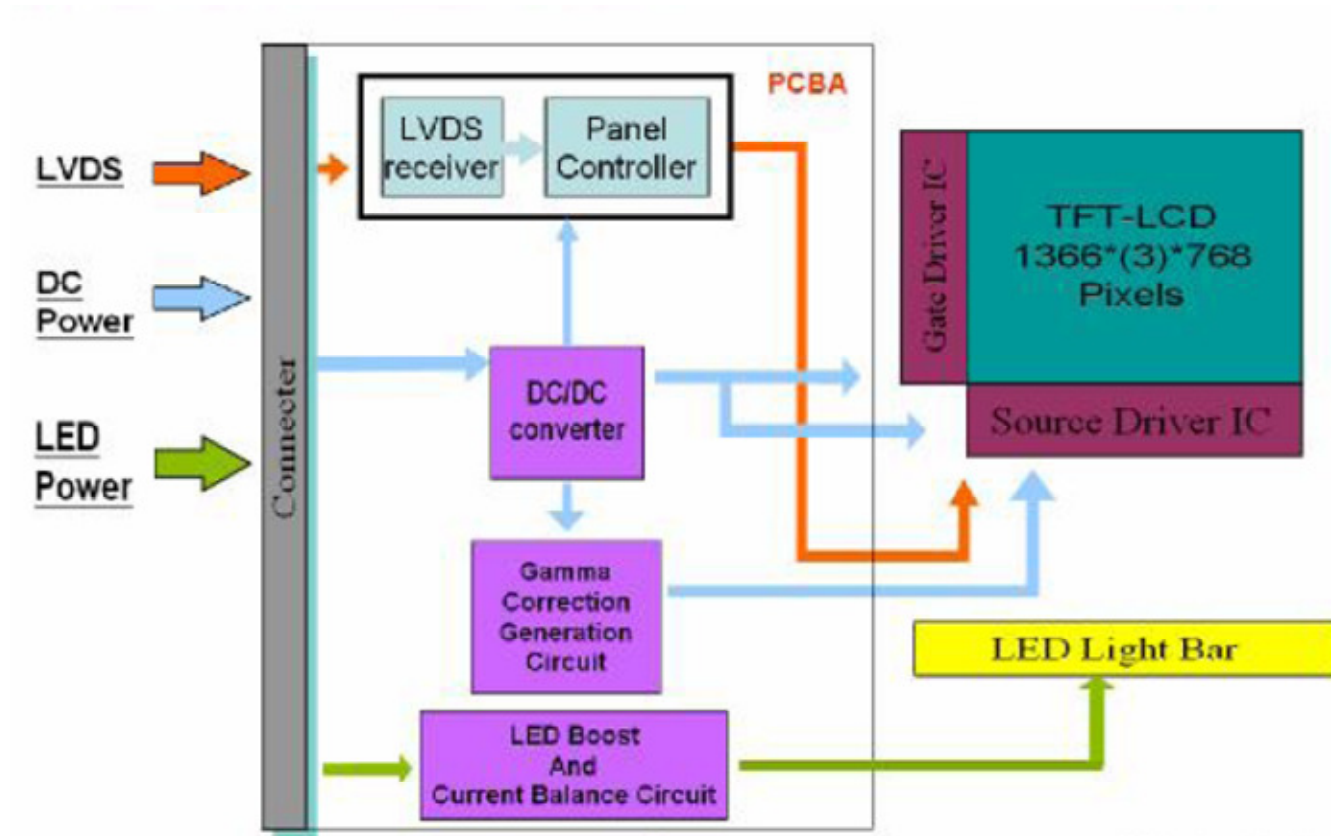 PCBA
LVDS
receiver
Panel
Controller
LVDS
DC
Power
LED
Power
Connecter
DC/DC
converter
Gamma
Correction
Generation
Circuit
LED Boost
And
Current Balance Circuit
Gate Driver IC
TFT-LCD
1366*(3)*768
Pixels
Source Driver IC
LED Light Bar